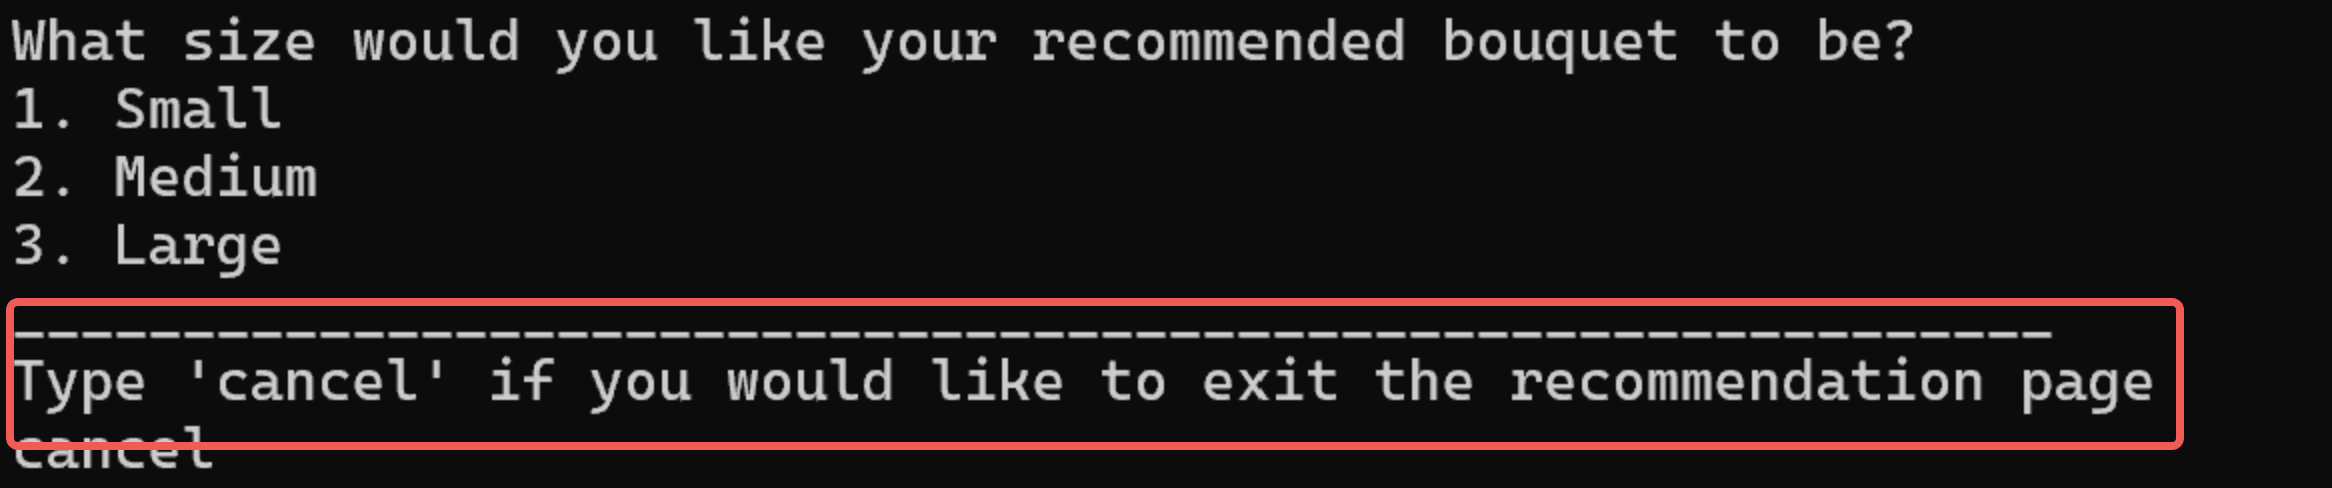 What size would you like your recommended bouquet to be?
1. Small
2. Medium
3. Large
____________________________________________________________
Type 'cancel' if you would like to exit the recommendation page
cancel